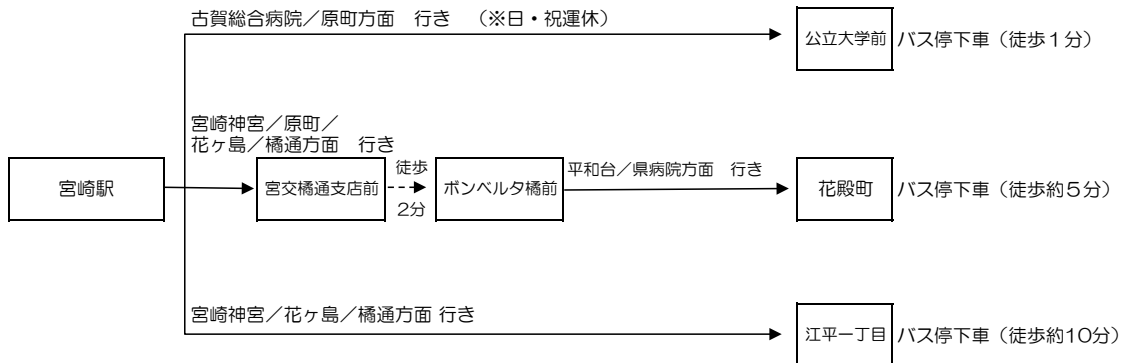 古賀総合病院／原町方面　行き　（※日・祝運休）
公立大学前
バス停下車（徒歩１分）
宮崎神宮／原町／
花ヶ島／橘通方面　行き
宮崎駅
宮交橘通支店前
徒歩
2分
ボンベルタ橘前
平和台／県病院方面　行き
花殿町
バス停下車（徒歩約５分）
宮崎神宮／花ヶ島／橘通方面 行き
江平一丁目
バス停下車（徒歩約10分）